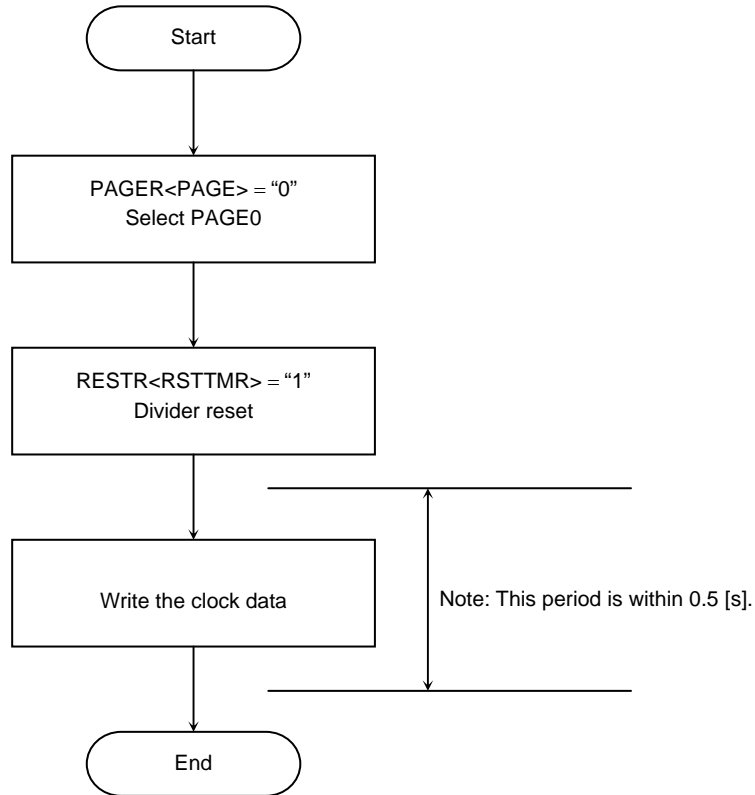 Start
PAGER<PAGE> = “0”
Select PAGE0
RESTR<RSTTMR> = “1”
Divider reset
Write the clock data
Note: This period is within 0.5 [s].
End